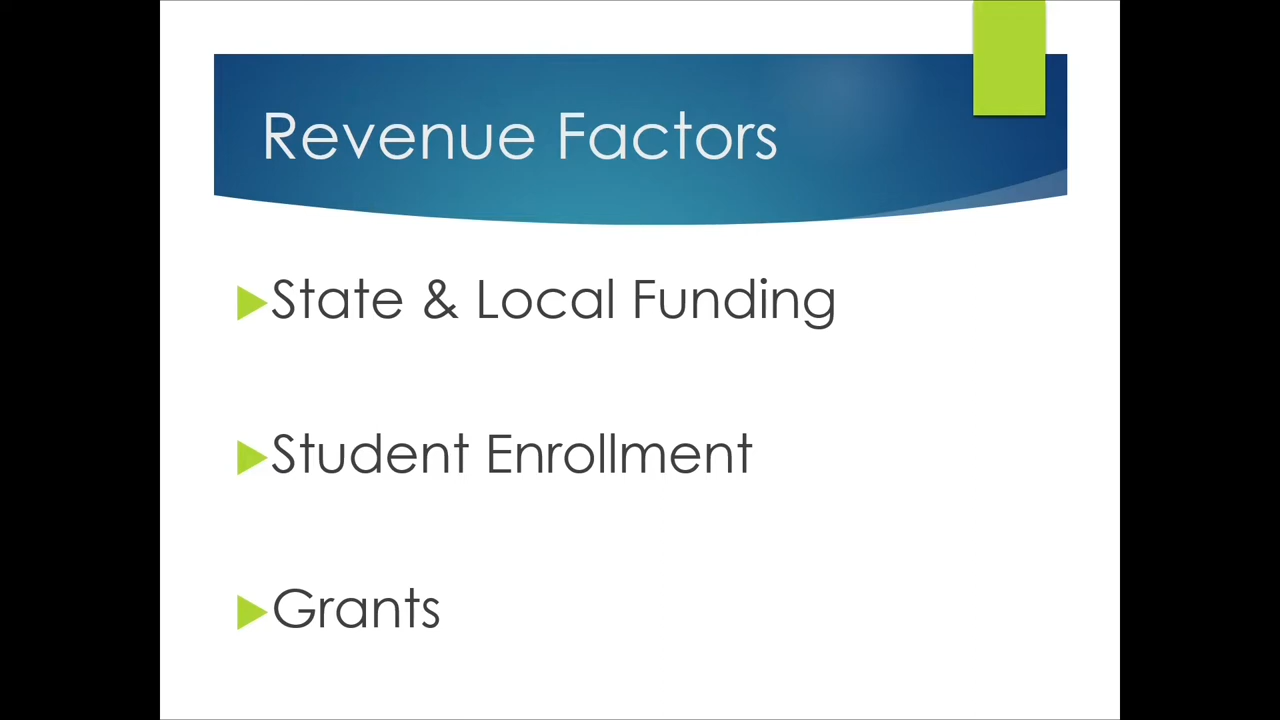 Revenue Factors
State & Local Funding
Student Enrollment
Grants